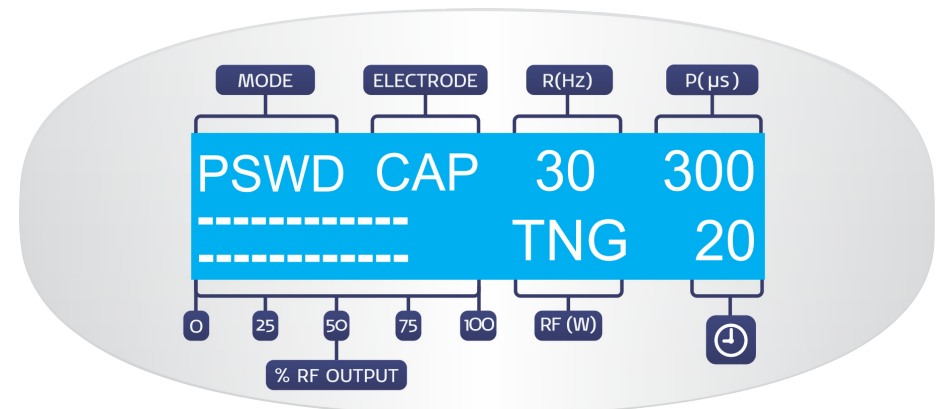 MODE ELECTRODE R(Hz) P(μs)
PSWD CAP 30 300
------------ TNG 20
------------
0 25 50 75 100 RF (W)
% RF OUTPUT